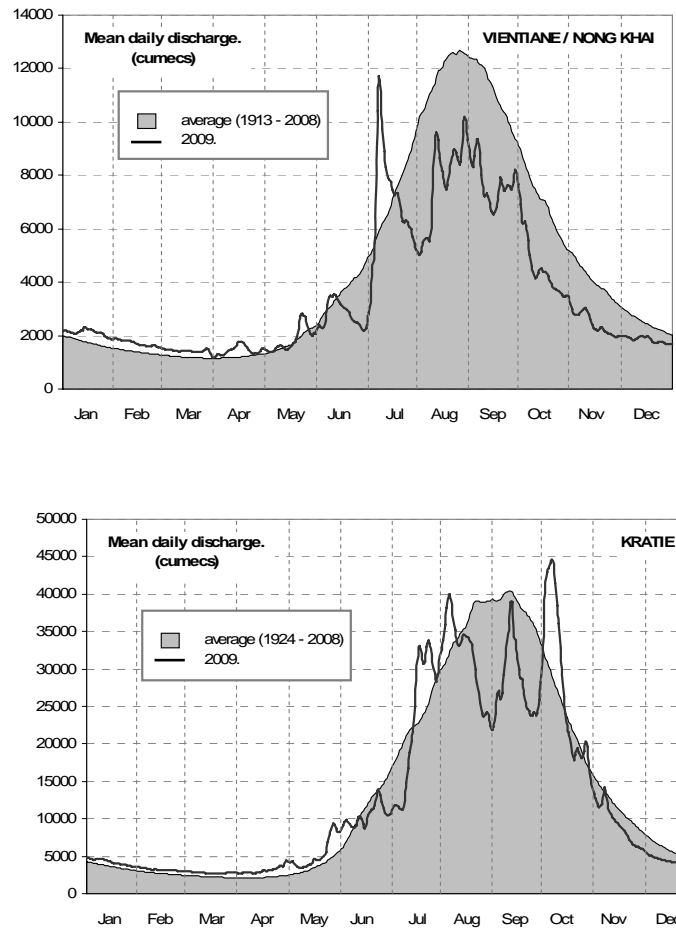 14000
Mean daily discharge.
(cumecs)
VIENTIANE / NONG KHAI
12000
average (1913 - 2008)
2009.
10000
8000
6000
4000
2000
0
Jan Feb Mar Apr May Jun Jul Aug Sep Oct Nov Dec
50000
Mean daily discharge.
(cumecs)
KRATIE
45000
40000
average (1924 - 2008)
2009.
35000
30000
25000
20000
15000
10000
5000
0
Jan Feb Mar Apr May Jun Jul Aug Sep Oct Nov Dec